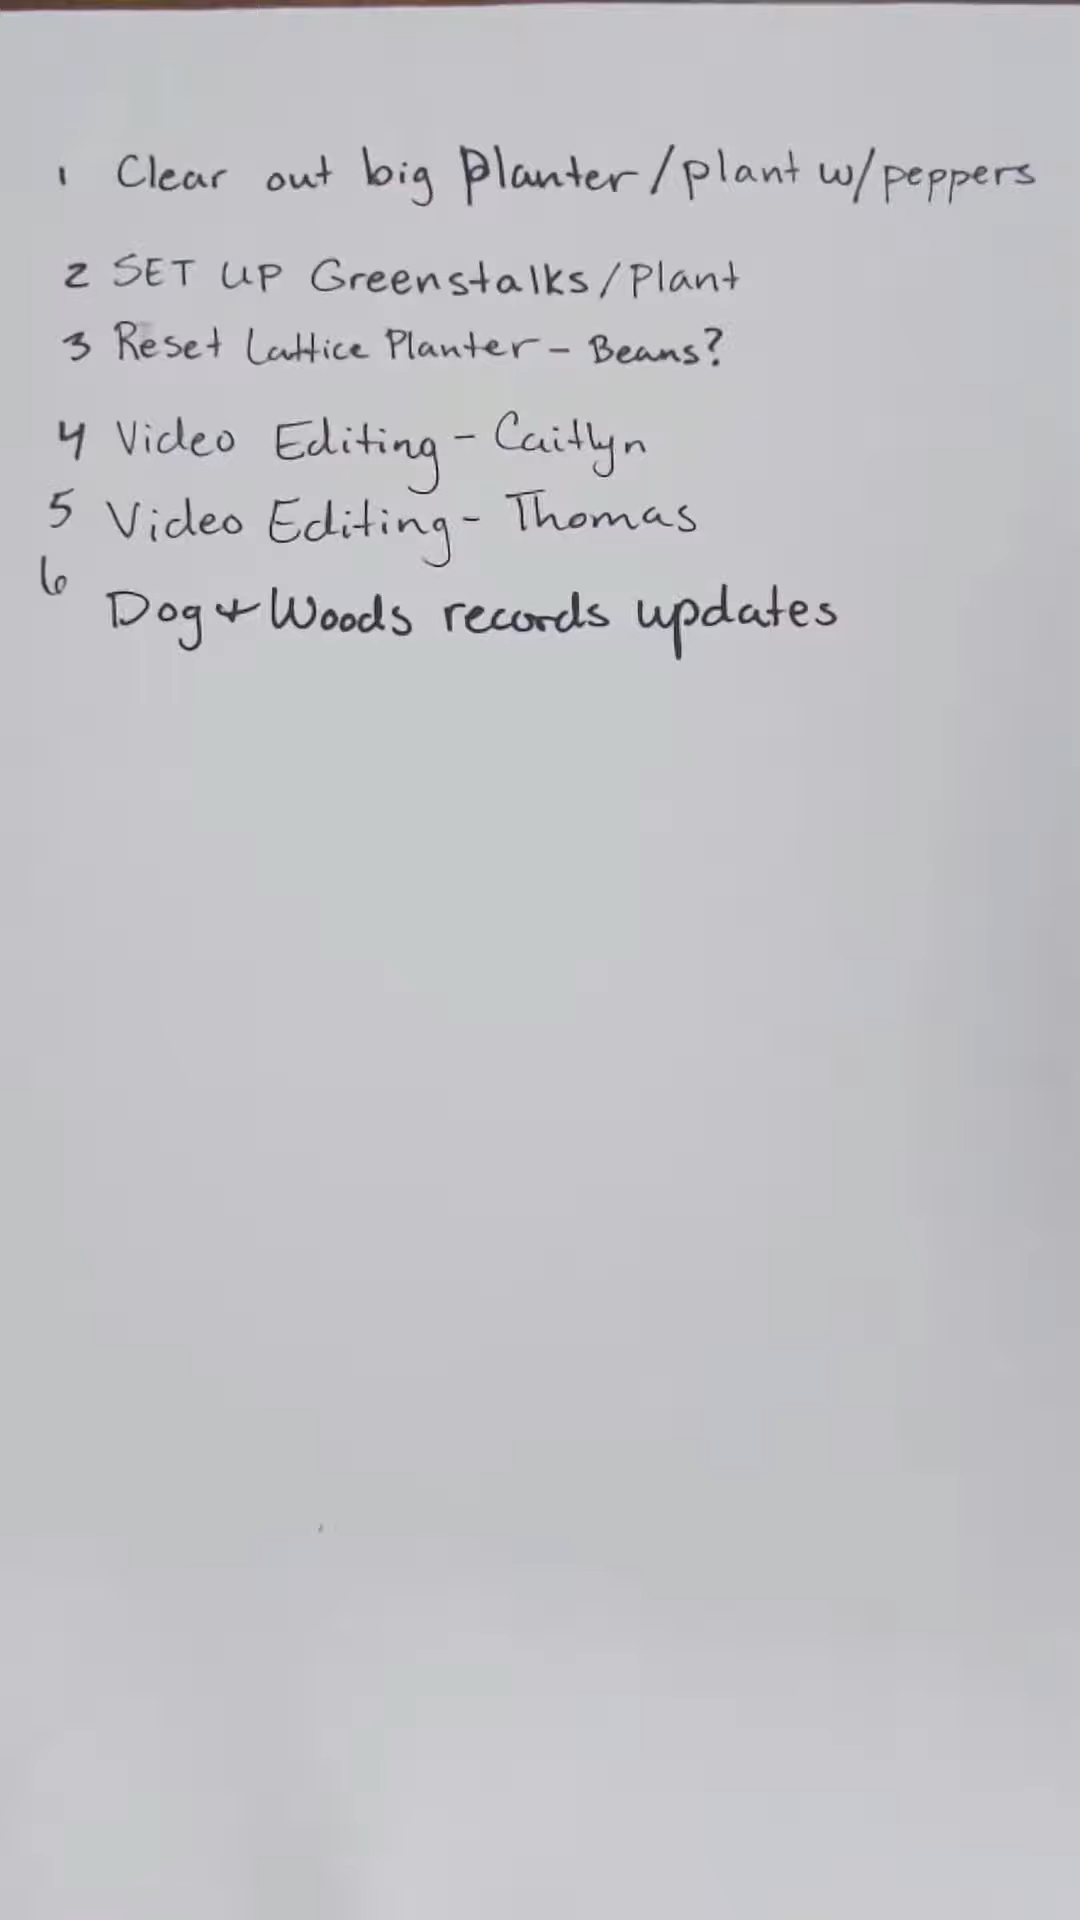 1 Clear out big Planter/plant w/peppers
2 SET UP Greenstalks/Plant
3 Reset Lattice Planter - Beans?
4 Video Editing - Caitlyn
5 Video Editing - Thomas
6 Dog + Woods records updates